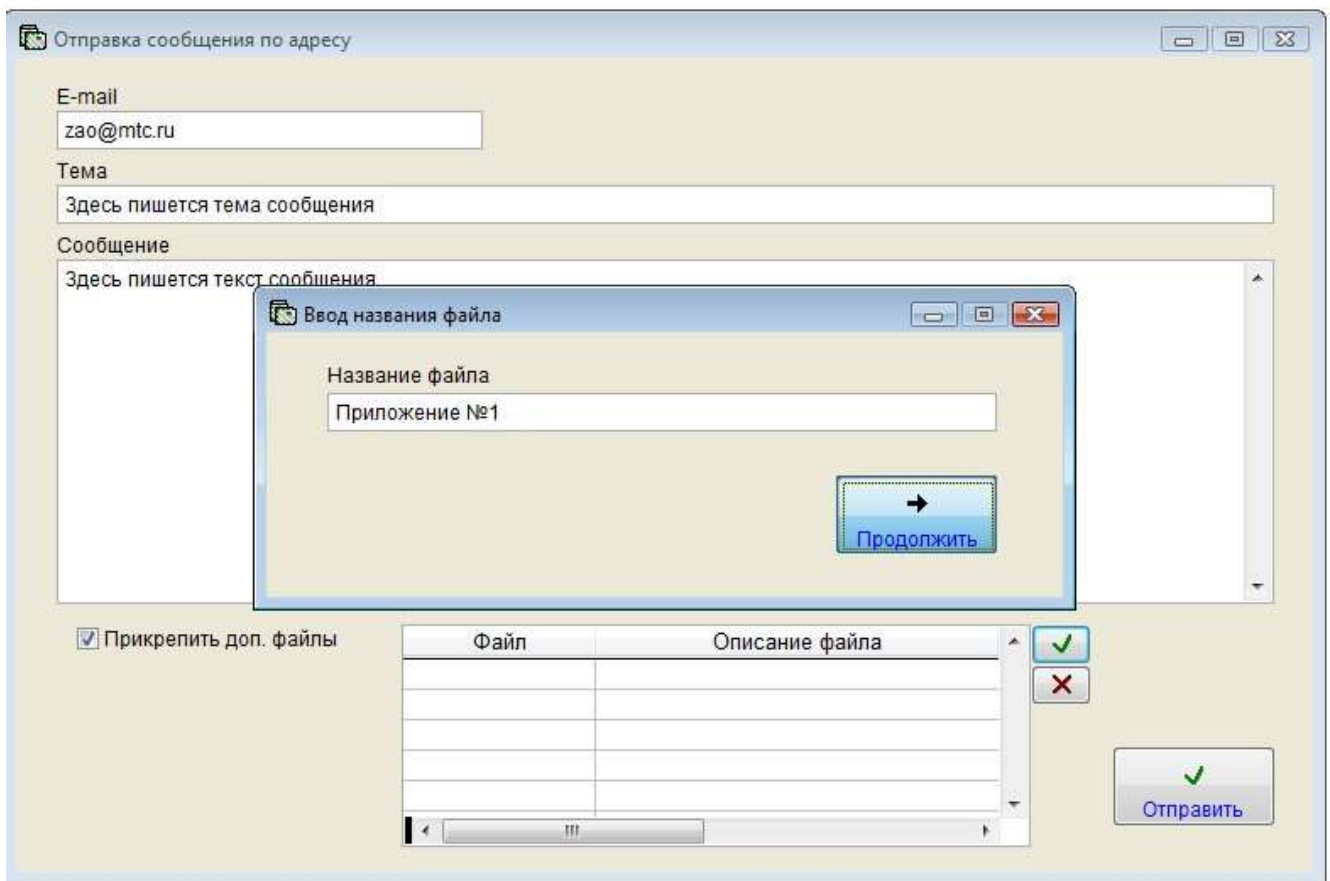 Отправка сообщения по адресу
E-mail
zao@mtc.ru
Тема
Здесь пишется тема сообщения
Сообщение
Здесь пишется текст сообщения
Ввод названия файла
Название файла
Приложение №1
Продолжить
Прикрепить доп. файлы
Файл Описание файла
Отправить